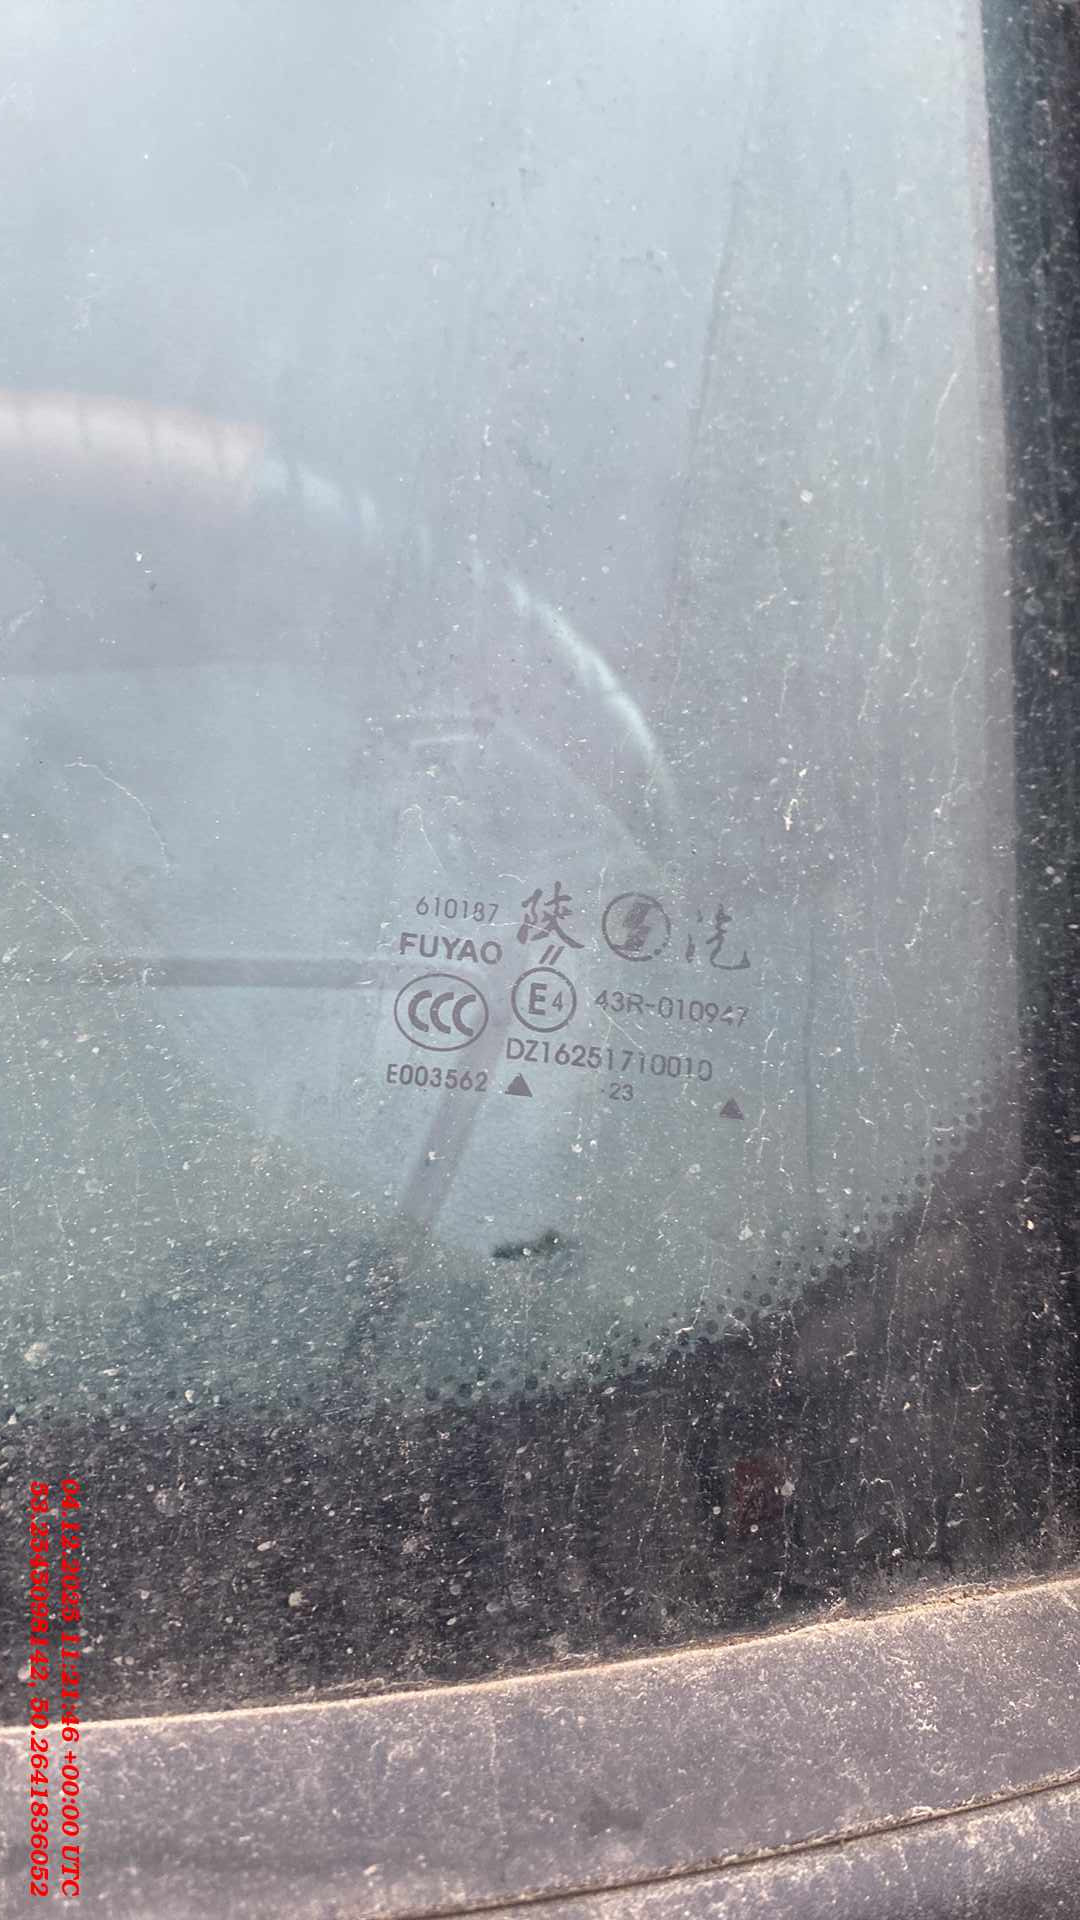 610187 陕 汽
FUYAO
CCC E4 43R-010947
DZ16251710010
E003562 23
04.12.2025 11:21:46 +00:00 UTC
53.2545098142, 50.2641836052